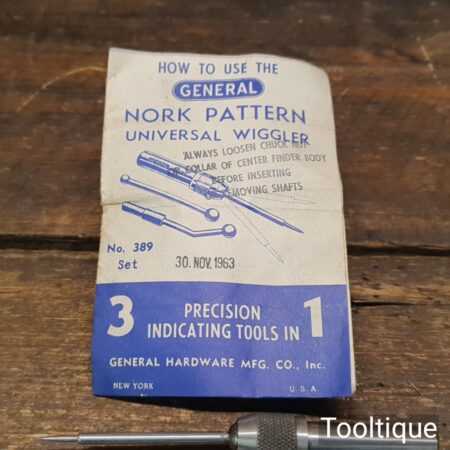 HOW TO USE THE
GENERAL
NORK PATTERN
UNIVERSAL WIGGLER
ALWAYS LOOSEN CHUCK NUT
COLLAR OF CENTER FINDER BODY
BEFORE INSERTING
REMOVING SHAFTS
No. 389
Set
30. NOV. 1963
3 PRECISION
INDICATING TOOLS IN 1
GENERAL HARDWARE MFG. CO., Inc.
NEW YORK
U. S. A.
Tooltique